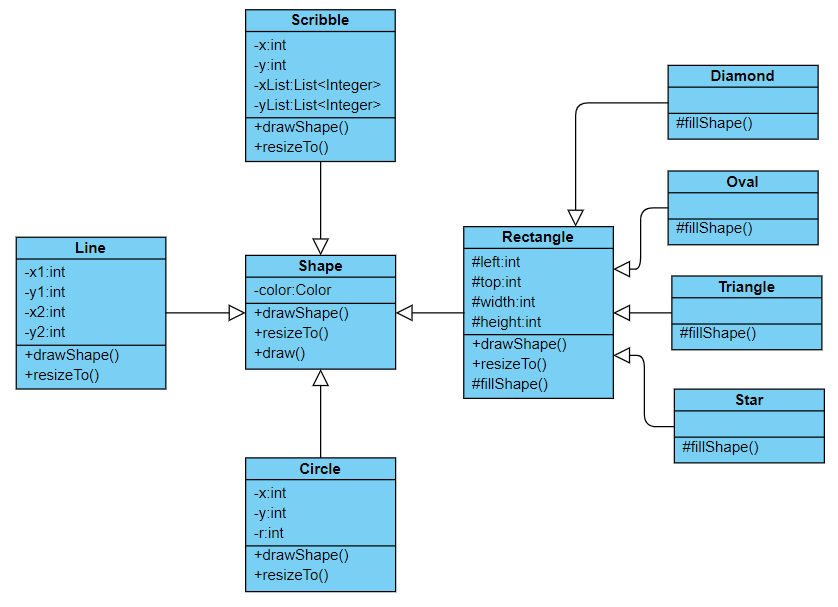 Scribble
-x:int
-y:int
-xList:List<Integer>
-yList:List<Integer>
+drawShape()
+resizeTo()
Line
-x1:int
-y1:int
-x2:int
-y2:int
+drawShape()
+resizeTo()
Shape
-color:Color
+drawShape()
+resizeTo()
+draw()
Circle
-x:int
-y:int
-r:int
+drawShape()
+resizeTo()
Rectangle
#left:int
#top:int
#width:int
#height:int
+drawShape()
+resizeTo()
#fillShape()
Diamond
#fillShape()
Oval
#fillShape()
Triangle
#fillShape()
Star
#fillShape()